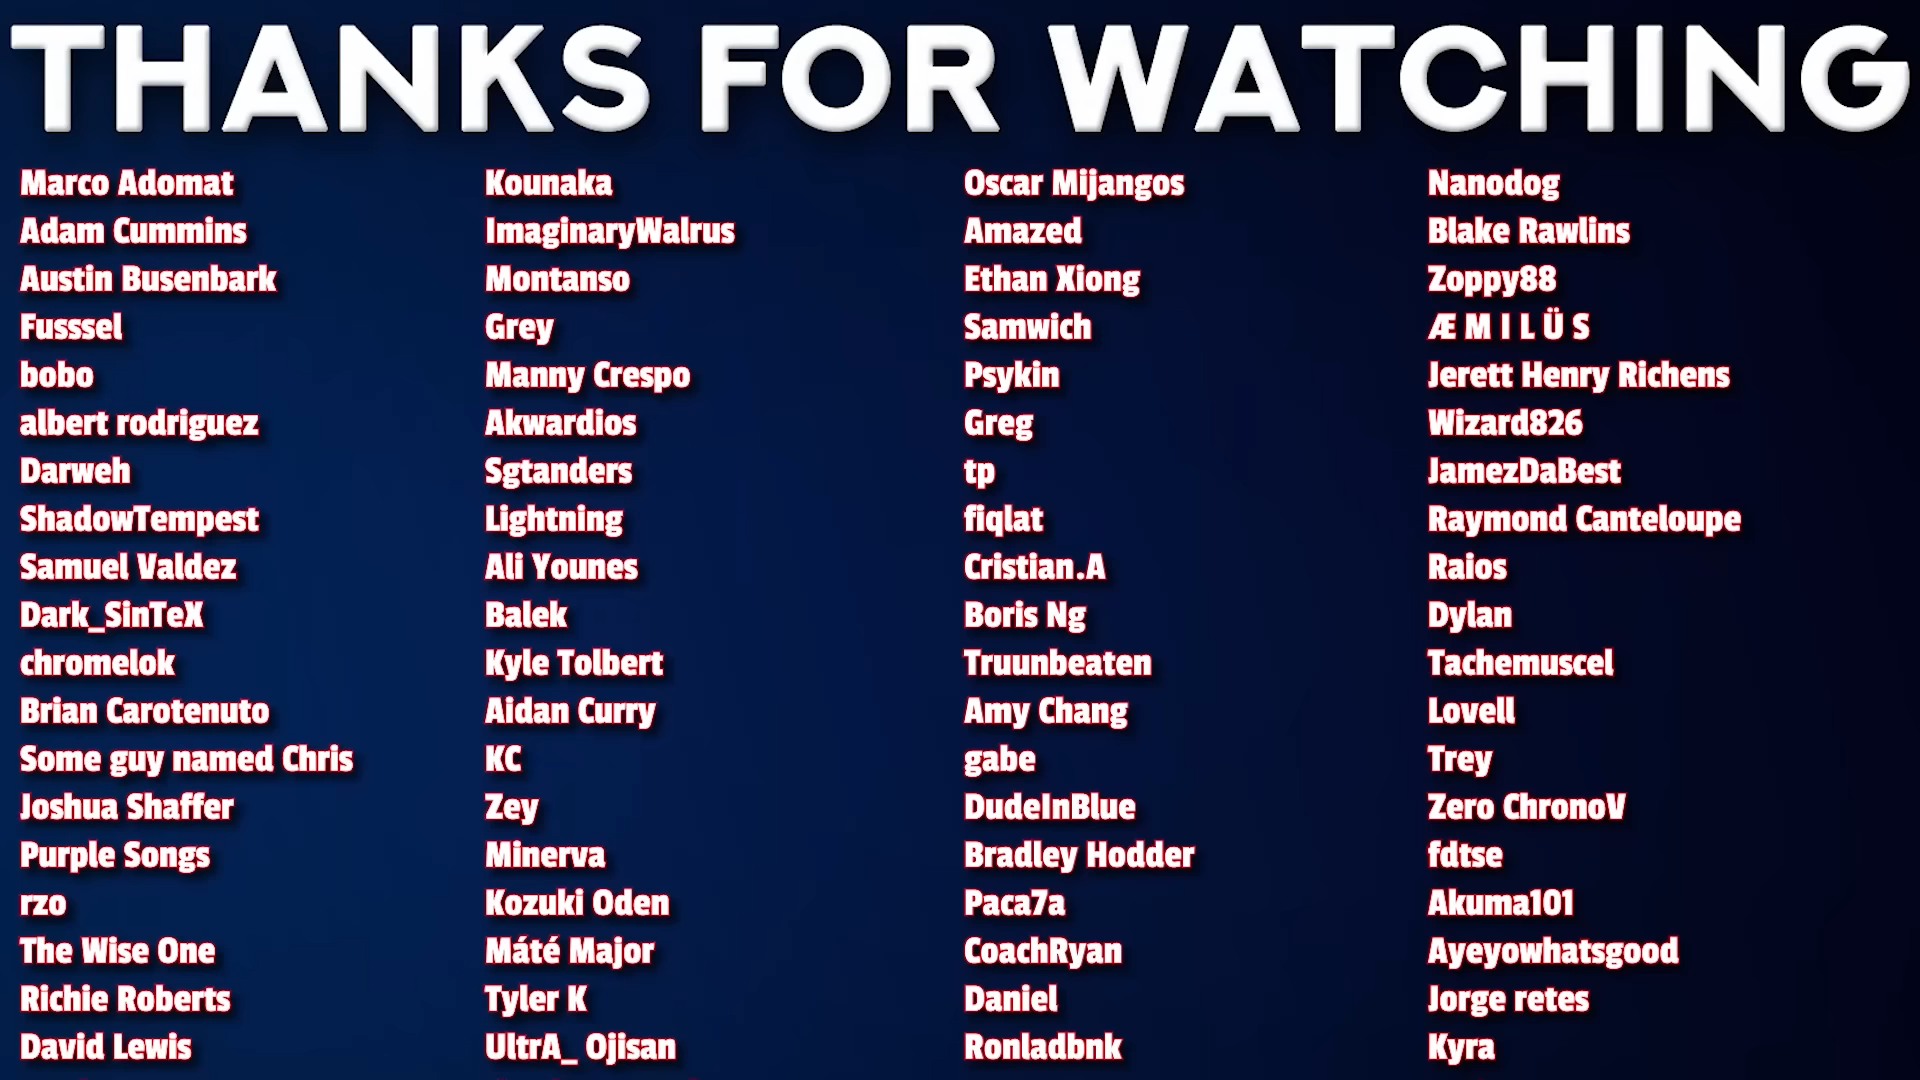 THANKS FOR WATCHING
Marco Adomat
Adam Cummins
Austin Busenbark
Fusssel
bobo
albert rodriguez
Darweh
ShadowTempest
Samuel Valdez
Dark_SinTeX
chromelok
Brian Carotenuto
Some guy named Chris
Joshua Shaffer
Purple Songs
rzo
The Wise One
Richie Roberts
David Lewis
Kounaka
ImaginaryWalrus
Montanso
Grey
Manny Crespo
Akwardios
Sgtanders
Lightning
Ali Younes
Balek
Kyle Tolbert
Aidan Curry
KC
Zey
Minerva
Kozuki Oden
Máté Major
Tyler K
UltrA_ Ojisan
Oscar Mijangos
Amazed
Ethan Xiong
Samwich
Psykin
Greg
tp
fiqlat
Cristian.A
Boris Ng
Truunbeaten
Amy Chang
gabe
DudeInBlue
Bradley Hodder
Paca7a
CoachRyan
Daniel
Ronladbnk
Nanodog
Blake Rawlins
Zoppy88
Æ M I L Ü S
Jerett Henry Richens
Wizard826
JamezDaBest
Raymond Canteloupe
Raios
Dylan
Tachemuscel
Lovell
Trey
Zero ChronoV
fdtse
Akuma101
Ayeyowhatsgood
Jorge retes
Kyra